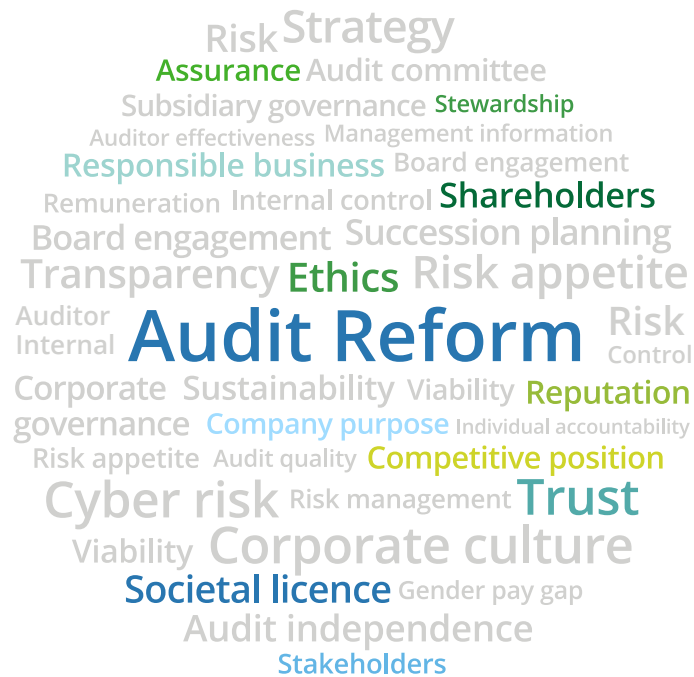 Risk Strategy
Assurance Audit committee
Subsidiary governance Stewardship
Auditor effectiveness Management information
Responsible business Board engagement
Remuneration Internal control Shareholders
Board engagement Succession planning
Transparency Ethics Risk appetite
Auditor Audit Reform Risk
Internal Control
Corporate Sustainability Viability Reputation
governance Company purpose Individual accountability
Risk appetite Audit quality Competitive position
Cyber risk Risk management Trust
Viability Corporate culture
Societal licence Gender pay gap
Audit independence
Stakeholders